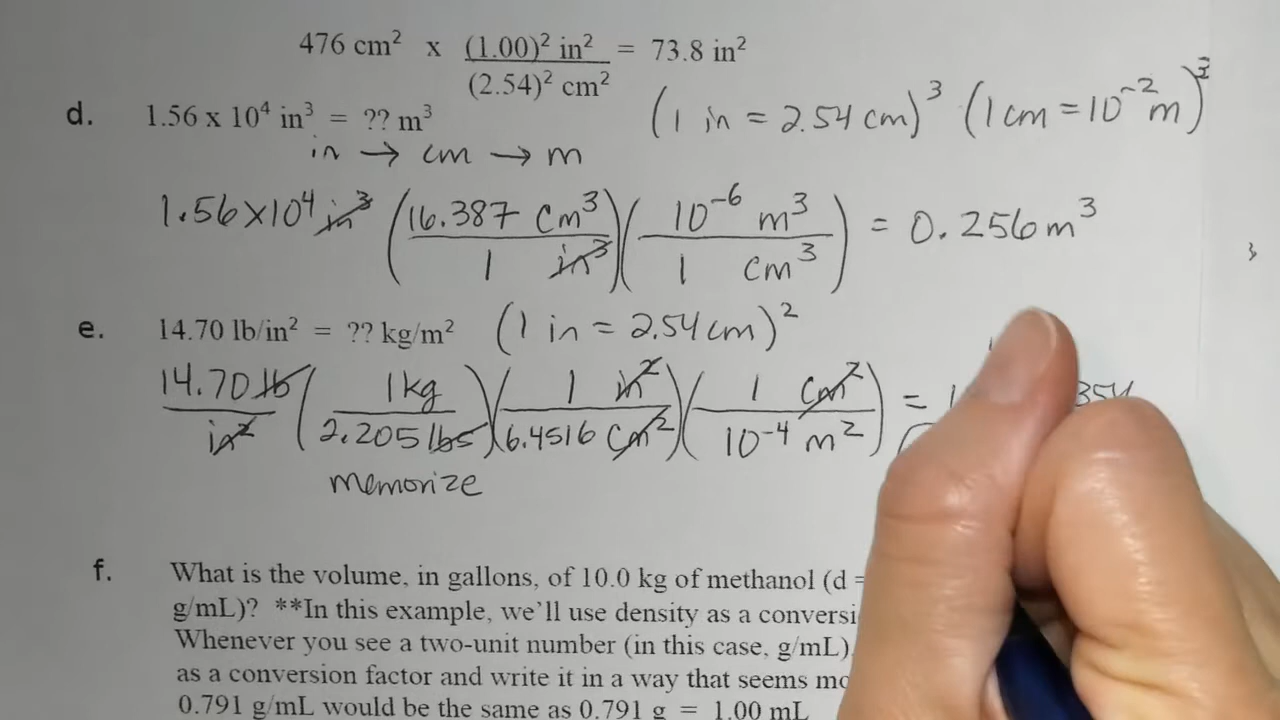 476 cm² x (1.00)² in² = 73.8 in²
(2.54)² cm²
d. 1.56 x 10⁴ in³ = ?? m³ (1 in = 2.54 cm)³ (1 cm = 10⁻² m)³
in → cm → m
1.56×10⁴ in³ (16.387 cm³ / 1 in³)(10⁻⁶ m³ / 1 cm³) = 0.256 m³
e. 14.70 lb/in² = ?? kg/m² (1 in = 2.54 cm)²
14.70 lb / in² (1 kg / 2.205 lbs)(1 in² / 6.4516 cm²)(1 cm² / 10⁻⁴ m²) =
memorize
f. What is the volume, in gallons, of 10.0 kg of methanol (d =
g/mL)? **In this example, we'll use density as a
Whenever you see a two-unit number (in this case, g/mL),
as a conversion factor and write it in a way that seems
0.791 g/mL would be the same as 0.791 g = 1.00 mL